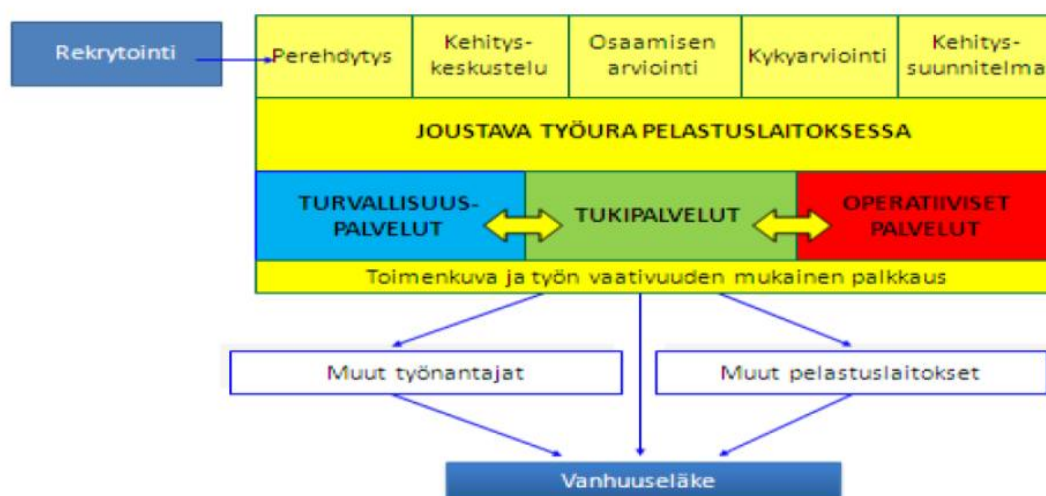 Rekrytointi
Perehdytys
Kehitys-
keskustelu
Osaamisen
arviointi
Kykyarviointi
Kehitys-
suunnitelma
JOUSTAVA TYÖURA PELASTUSLAITOKSESSA
TURVALLISUUS-
PALVELUT
TUKIPALVELUT
OPERATIIVISET
PALVELUT
Toimenkuva ja työn vaativuuden mukainen palkkaus
Muut työnantajat
Muut pelastuslaitokset
Vanhuuseläke